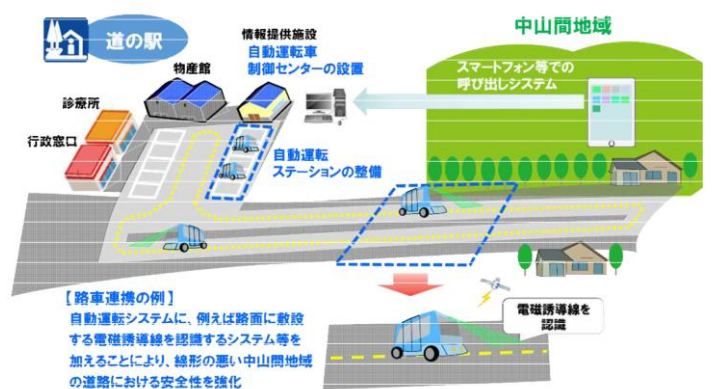 道の駅
情報提供施設
自動運転車
制御センターの設置
中山間地域
スマートフォン等での
呼び出しシステム
物産館
診療所
行政窓口
自動運転
ステーションの整備
【路車連携の例】
自動運転システムに、例えば路面に敷設
する電磁誘導線を認識するシステム等を
加えることにより、線形の悪い中山間地域
の道路における安全性を強化
電磁誘導線を
認識